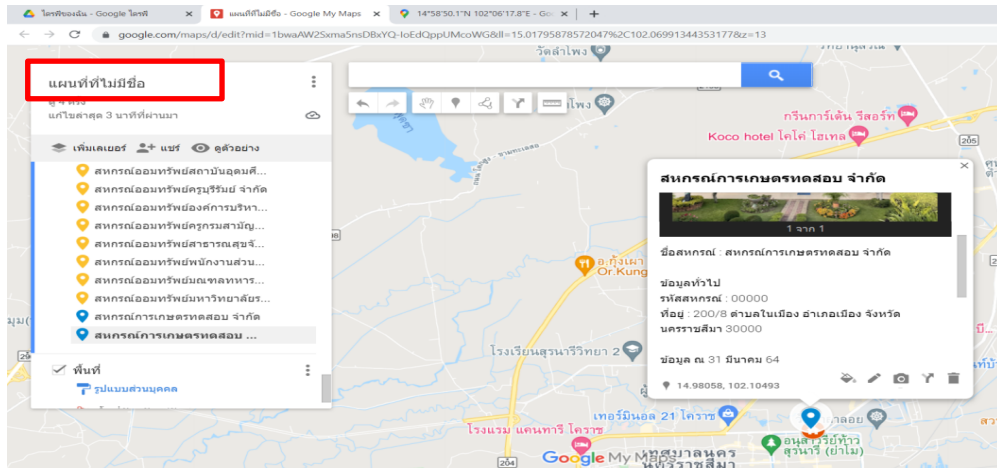 ไดรฟ์ของฉัน - Google ไดรฟ์
แผนที่ที่ไม่มีชื่อ - Google My Maps
14°58'50.1"N 102°06'17.8"E - Go
google.com/maps/d/edit?mid=1bwaAW2Sxma5nsDBxYQ-IoEdQppUMcoWG&ll=15.01795878572047%2C102.069913443531777&z=13
แผนที่ที่ไม่มีชื่อ
แก้ไขล่าสุด 3 นาทีที่ผ่านมา
เพิ่มเลเยอร์ แชร์ ดูตัวอย่าง
สหกรณ์ออมทรัพย์สถาบันอุดมศึ...
สหกรณ์ออมทรัพย์ครูบุรีรัมย์ จำกัด
สหกรณ์ออมทรัพย์องค์การบริหา...
สหกรณ์ออมทรัพย์ครูกรมสามัญ...
สหกรณ์ออมทรัพย์สาธารณสุขจั...
สหกรณ์ออมทรัพย์พนักงานส่วน...
สหกรณ์ออมทรัพย์มณฑลทหาร...
สหกรณ์ออมทรัพย์มหาวิทยาลัยร...
สหกรณ์การเกษตรทดสอบ จำกัด
สหกรณ์การเกษตรทดสอบ ...
พื้นที่
รูปแบบส่วนบุคคล
วัดลำโพง
กรีนการ์เด้น รีสอร์ท
Koco hotel โคโค่ โฮเทล
205
สหกรณ์การเกษตรทดสอบ จำกัด
1 จาก 1
ชื่อสหกรณ์ : สหกรณ์การเกษตรทดสอบ จำกัด
ข้อมูลทั่วไป
รหัสสหกรณ์ : 00000
ที่อยู่ : 200/8 ตำบลในเมือง อำเภอเมือง จังหวัด
นครราชสีมา 30000
ข้อมูล ณ 31 มีนาคม 64
14.98058, 102.10493
อ.กุ้งเผา
Or.Kung
โรงเรียนสุรนารีวิทยา 2
เทอร์มินอล 21 โคราช
โรงแรม แคนทารี โคราช
อนุสาวรีย์ท้าว
สุรนารี (ย่าโม)
204
Google My Maps
เทศบาลนคร
นครราชสีมา